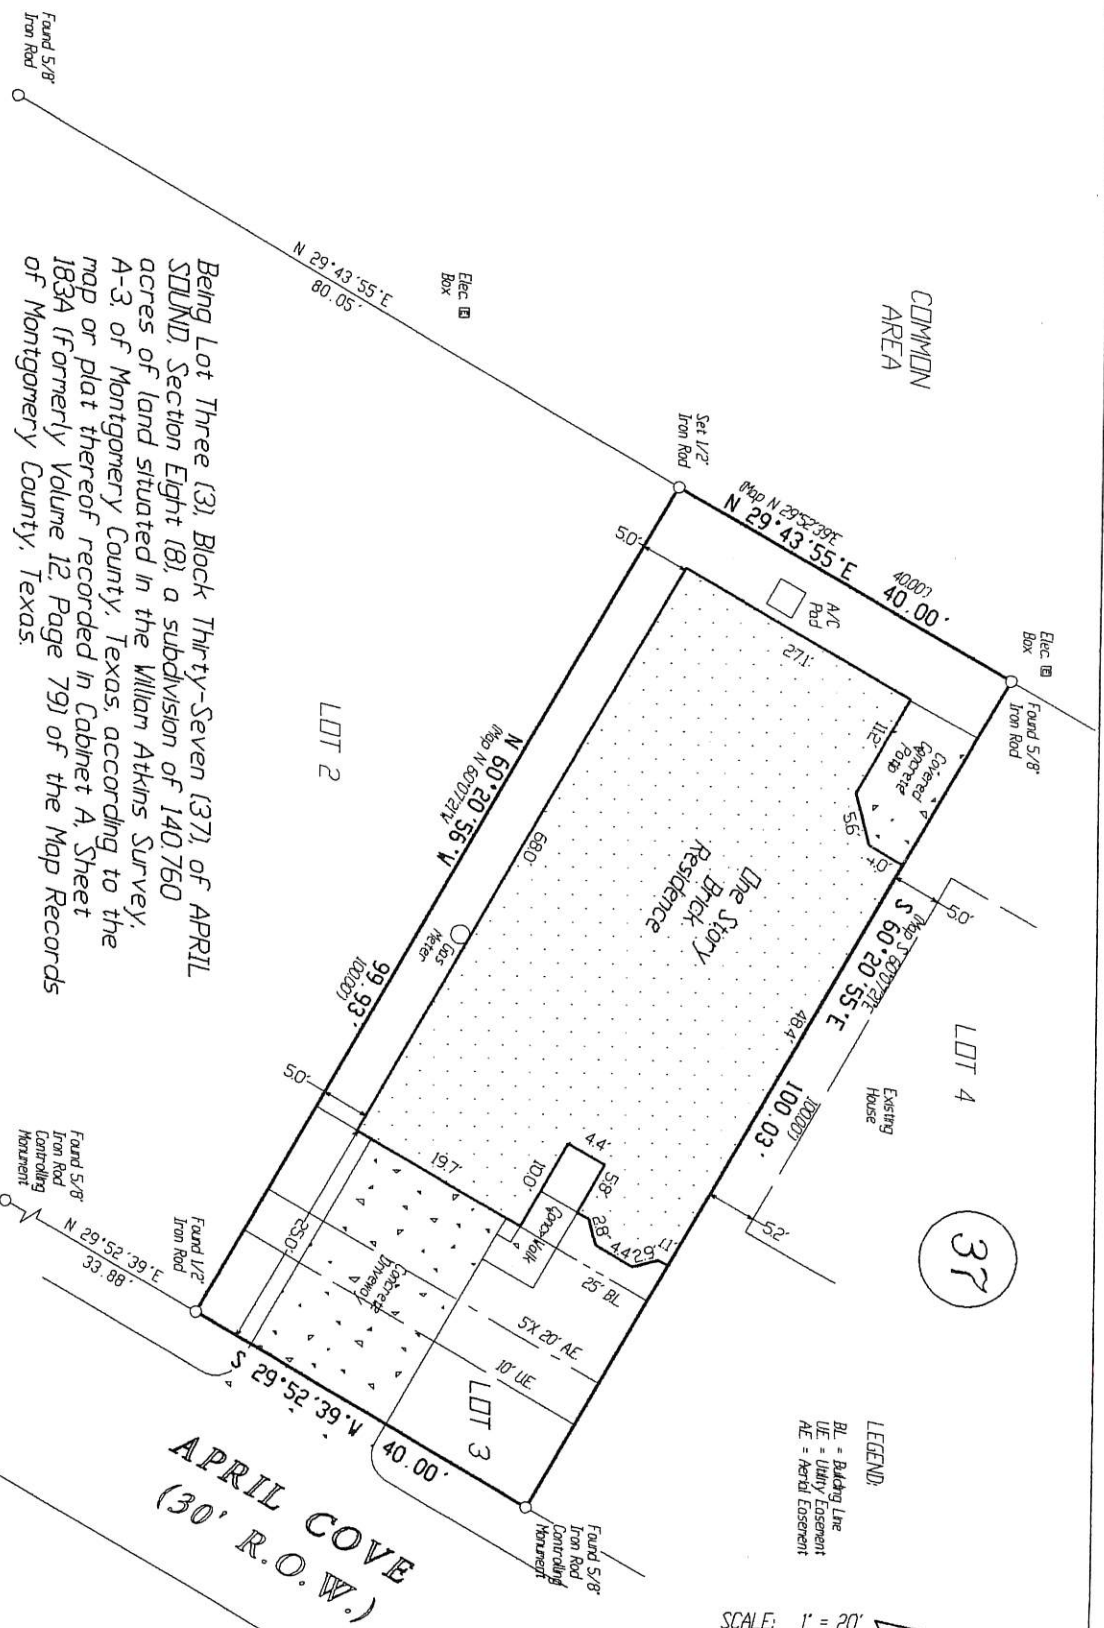 COMMON
AREA
Elec. E
Box
Found 5/8"
Iron Rod
Set 1/2"
Iron Rod
Elec. E
Box
Found 5/8"
Iron Rod
N 29°43'55"E
80.05'
(Map N 29°52'39"E
40.00')
N 29°43'55"E 40.00'
A/C
Pad
27.1'
5.0'
11.2'
Covered
Concrete
Patio
5.6'
4.0'
5.0'
(Map S 60°07'21"E
100.00')
S 60°20'55"E 100.03'
48.4'
LOT 4
Existing
House
5.2'
37
One Story
Brick
Residence
68.0'
Gas
Meter
LOT 2
N 60°20'56"W 99.93'
(Map N 60°07'21"W
100.00')
5.0'
19.7'
4.4'
10.0'
5.8'
2.8'
4.4'
2.9'
1.1'
Conc. Walk
25.0'
Concrete
Driveway
25' BL
5'X 20' AE
10' UE
LOT 3
S 29°52'39"W 40.00'
Found 5/8"
Iron Rod
Controlling
Monument
N 29°52'39"E
33.88'
Found 1/2"
Iron Rod
Found 5/8"
Iron Rod
Controlling
Monument
APRIL COVE
(30' R.O.W.)
LEGEND:
BL = Building Line
UE = Utility Easement
AE = Aerial Easement
SCALE: 1" = 20'
Being Lot Three (3), Block Thirty-Seven (37), of APRIL
SOUND, Section Eight (8), a subdivision of 140.760
acres of land situated in the William Atkins Survey,
A-3, of Montgomery County, Texas, according to the
map or plat thereof recorded in Cabinet A, Sheet
183A (formerly Volume 12, Page 79) of the Map Records
of Montgomery County, Texas.